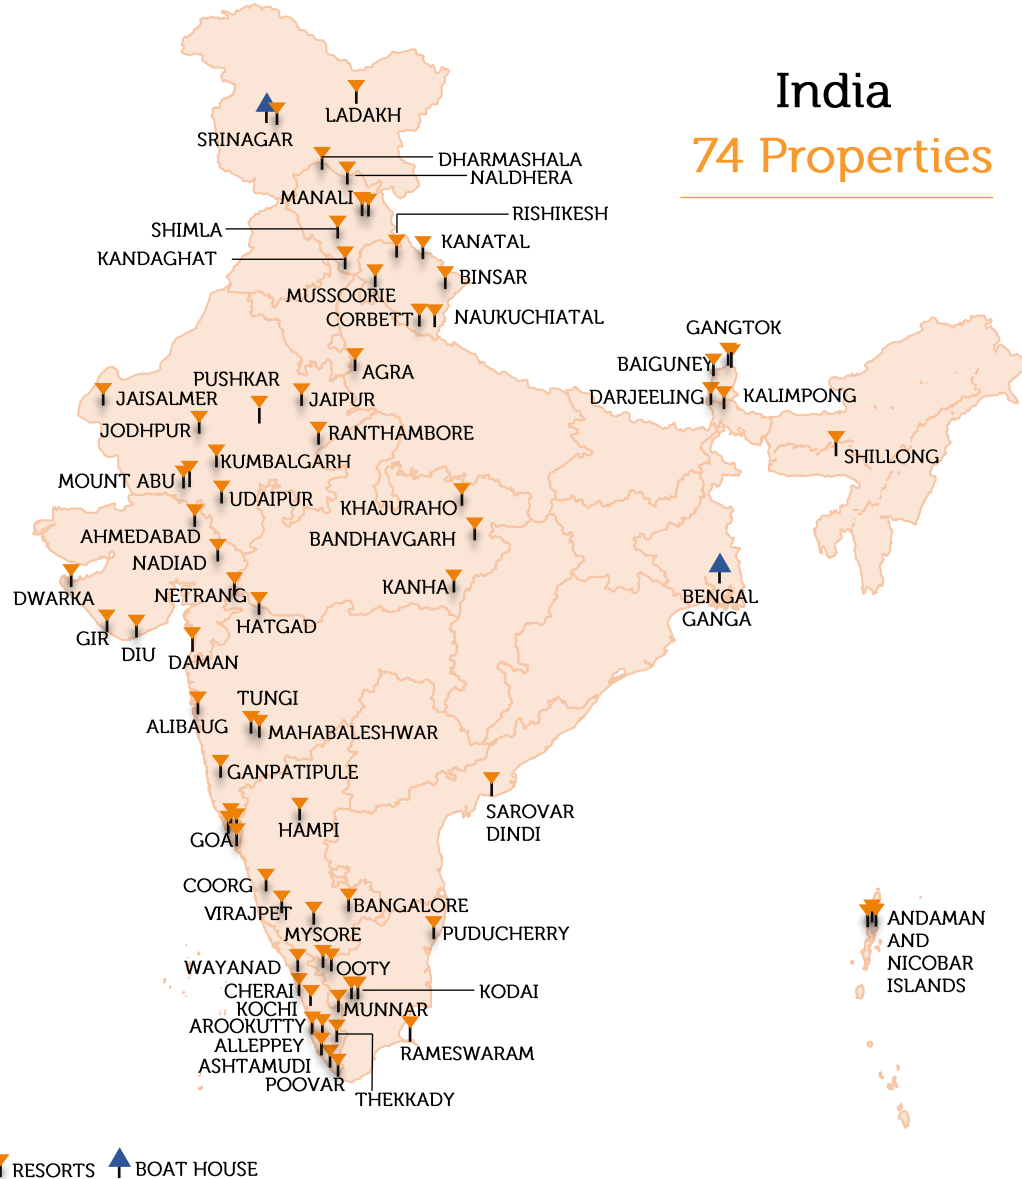 India
74 Properties
LADAKH
SRINAGAR
DHARMASHALA
NALDHERA
MANALI
RISHIKESH
SHIMLA
KANATAL
KANDAGHAT
BINSAR
MUSSOORIE
CORBETT
NAUKUCHIATAL
GANGTOK
BAIGUNEY
AGRA
PUSHKAR
DARJEELING
KALIMPONG
JAISALMER
JAIPUR
JODHPUR
RANTHAMBORE
SHILLONG
KUMBALGARH
MOUNT ABU
UDAIPUR
KHAJURAHO
AHMEDABAD
BANDHAVGARH
NADIAD
KANHA
DWARKA
NETRANG
BENGAL
GANGA
HATGAD
GIR
DIU
DAMAN
TUNGI
ALIBAUG
MAHABALESHWAR
GANPATIPULE
SAROVAR
DINDI
HAMPI
GOA
COORG
VIRAJPET
BANGALORE
MYSORE
PUDUCHERRY
ANDAMAN
AND
NICOBAR
ISLANDS
WAYANAD
OOTY
CHERAI
KODAI
KOCHI
MUNNAR
AROOKUTTY
ALLEPPEY
RAMESWARAM
ASHTAMUDI
POOVAR
THEKKADY
RESORTS
BOAT HOUSE